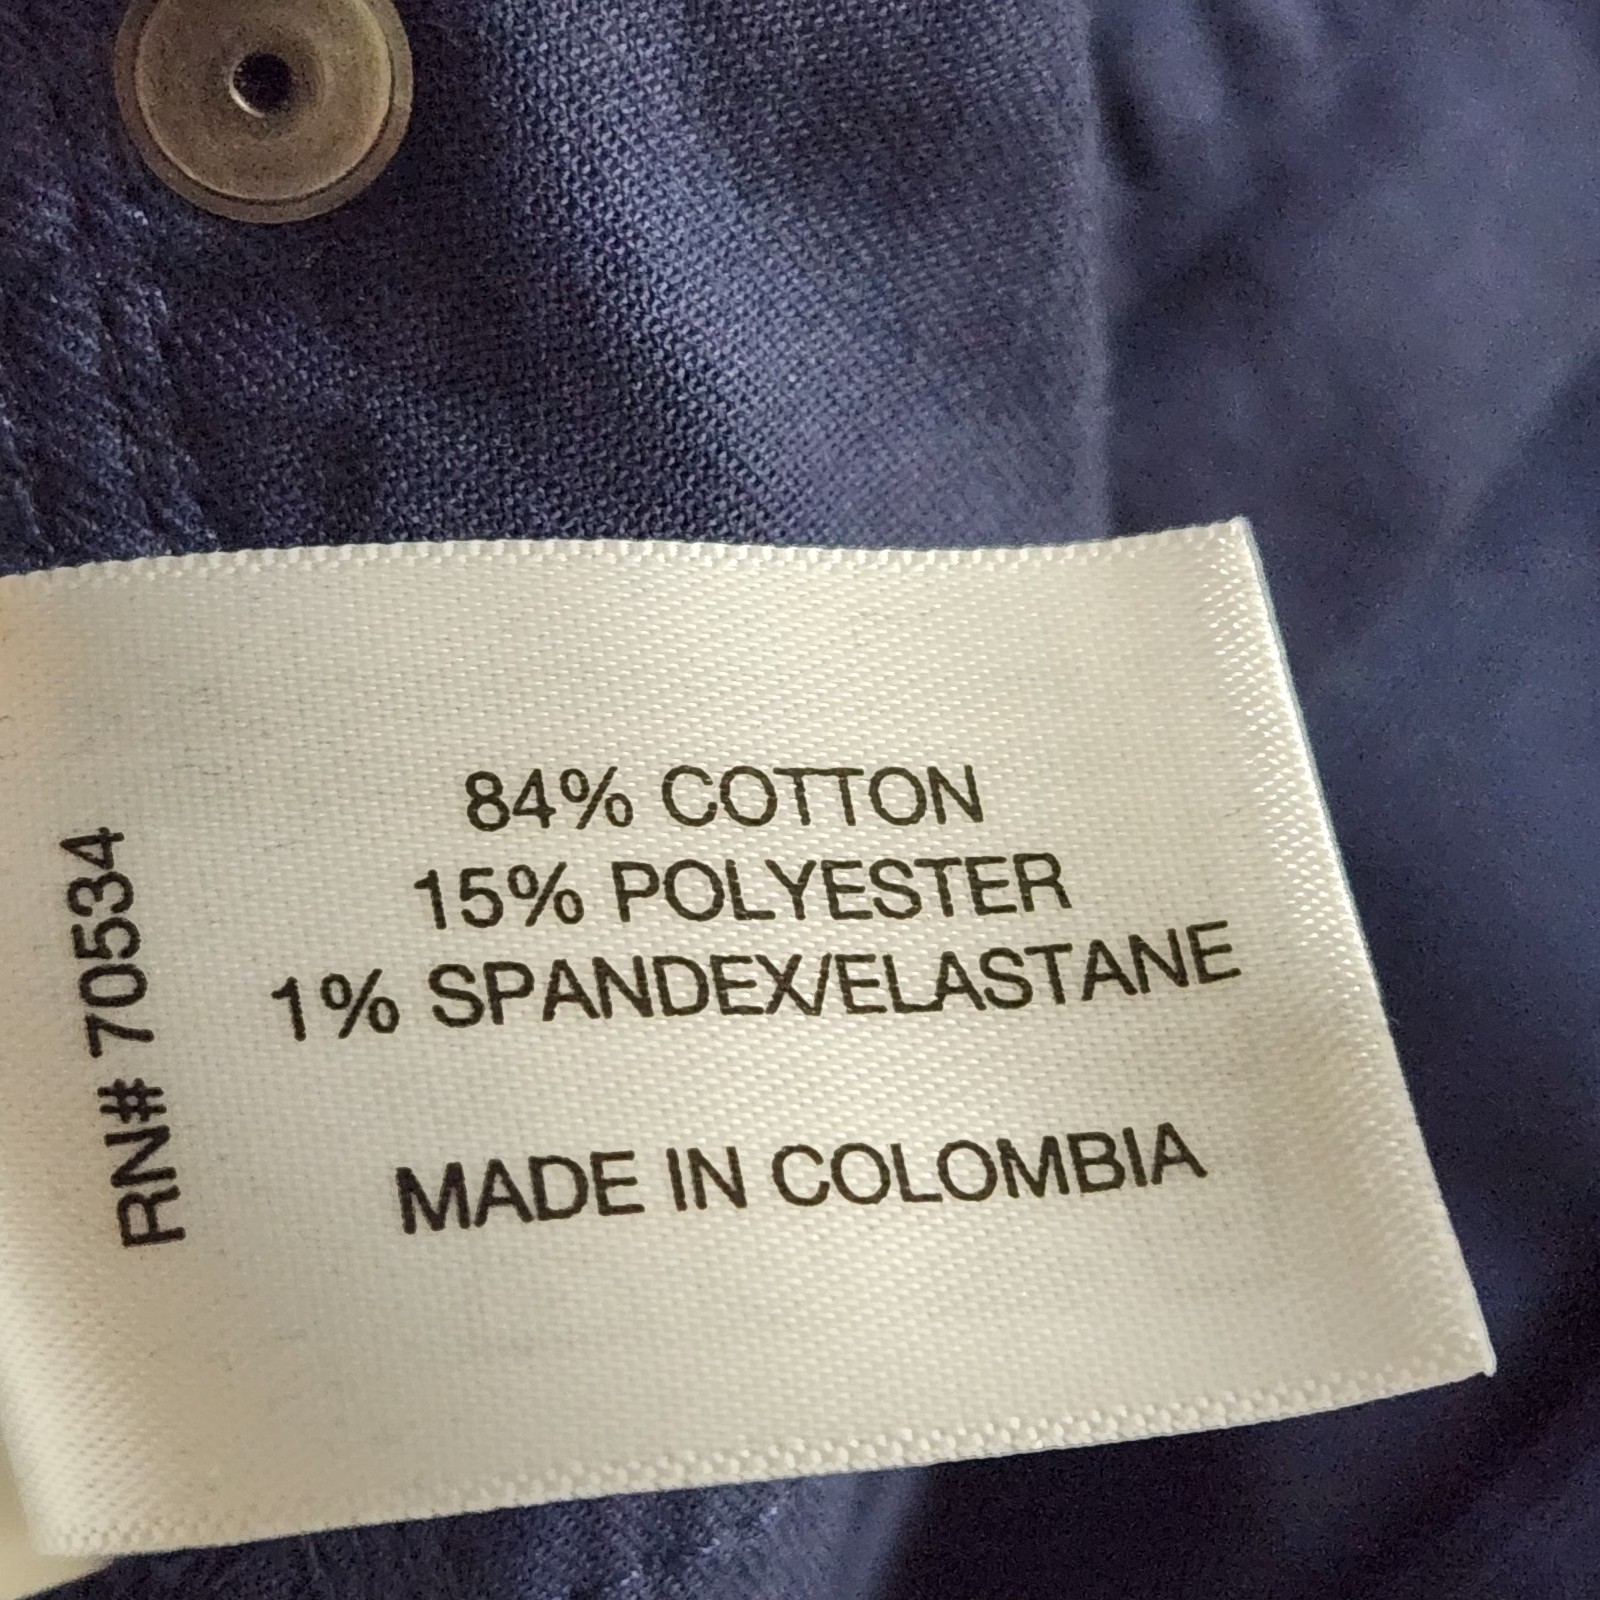 84% COTTON
15% POLYESTER
1% SPANDEX/ELASTANE
MADE IN COLOMBIA
RN# 70534